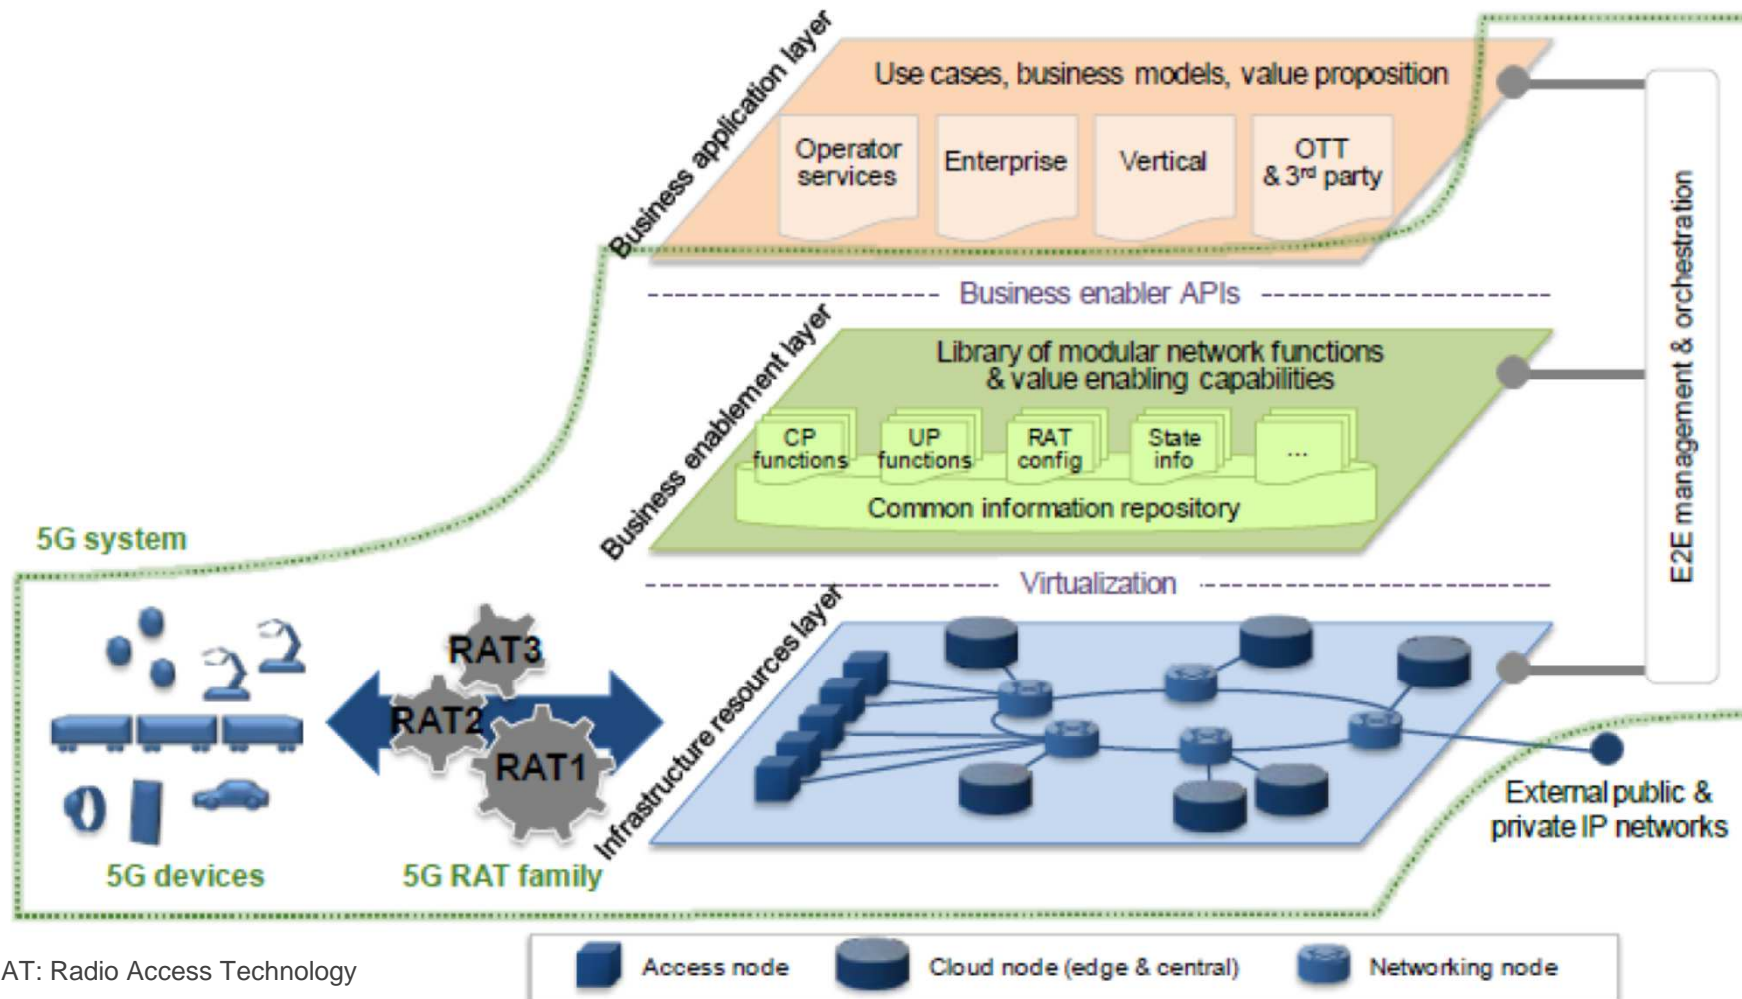 Business application layer
Use cases, business models, value proposition
Operator
services
Enterprise
Vertical
OTT
& 3rd party
Business enabler APIs
Business enablement layer
Library of modular network functions
& value enabling capabilities
CP
functions
UP
functions
RAT
config
State
info
...
Common information repository
E2E management & orchestration
5G system
Virtualization
Infrastructure resources layer
RAT3
RAT2
RAT1
5G devices
5G RAT family
External public &
private IP networks
AT: Radio Access Technology
Access node
Cloud node (edge & central)
Networking node